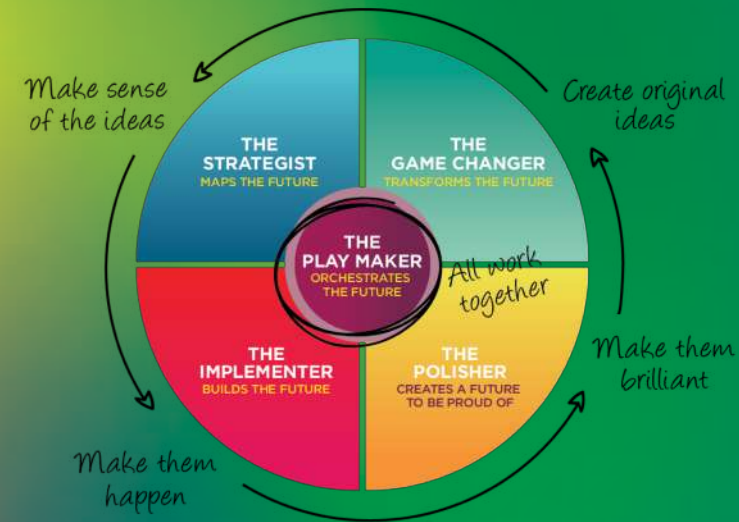 Make sense
of the ideas
Create original
ideas
THE
STRATEGIST
MAPS THE FUTURE
THE
GAME CHANGER
TRANSFORMS THE FUTURE
THE
PLAY MAKER
ORCHESTRATES
THE FUTURE
All work
together
THE
IMPLEMENTER
BUILDS THE FUTURE
THE
POLISHER
CREATES A FUTURE
TO BE PROUD OF
Make them
brilliant
Make them
happen